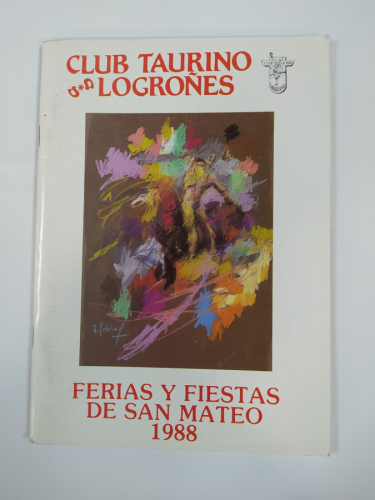 CLUB TAURINO
LOGROÑES
FERIAS Y FIESTAS
DE SAN MATEO
1988